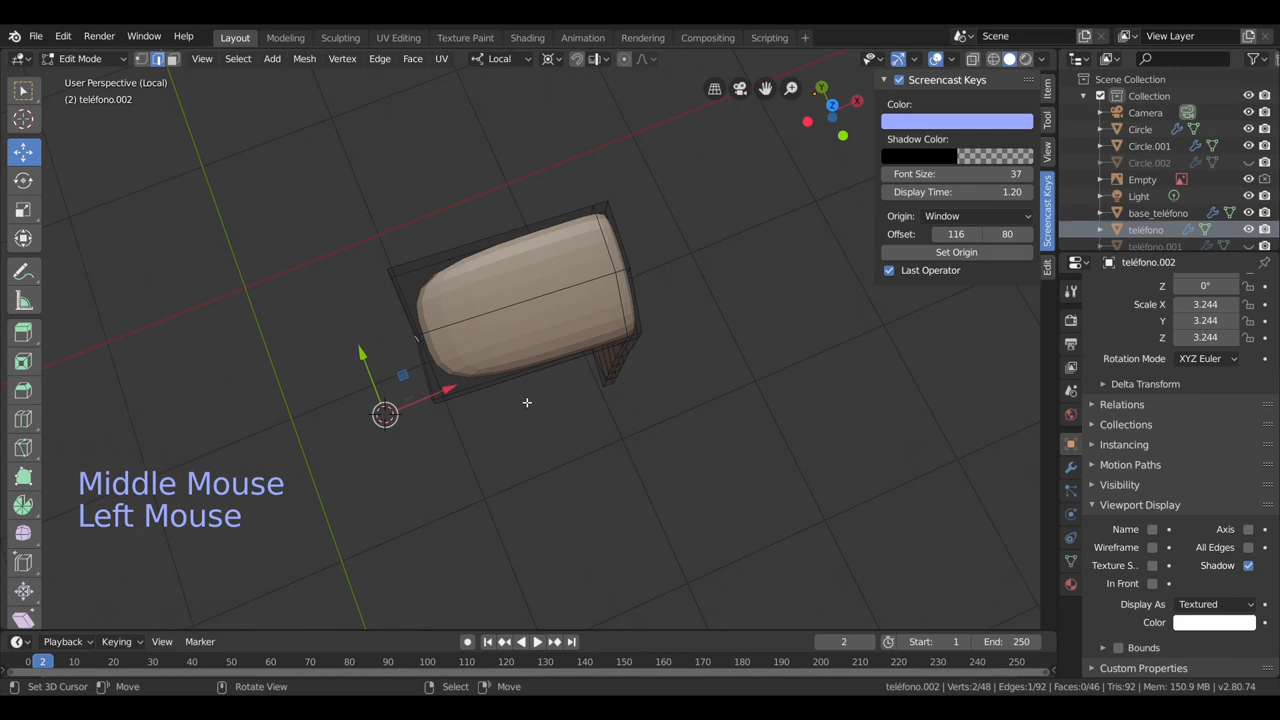 File Edit Render Window Help Layout Modeling Sculpting UV Editing Texture Paint Shading Animation Rendering Compositing Scripting + Scene View Layer
Edit Mode View Select Add Mesh Vertex Edge Face UV Local
User Perspective (Local)
(2) teléfono.002
Screencast Keys
Color:
Shadow Color:
Font Size: 37
Display Time: 1.20
Origin: Window
Offset: 116 80
Set Origin
Last Operator
Item
Tool
View
Screencast Keys
Edit
X
Y
Z
Scene Collection
Collection
Camera
Circle
Circle.001
Circle.002
Empty
Light
base_teléfono
teléfono
teléfono.001
teléfono.002
Z 0°
Scale X 3.244
Y 3.244
Z 3.244
Rotation Mode XYZ Euler
Delta Transform
Relations
Collections
Instancing
Motion Paths
Visibility
Viewport Display
Name Axis
Wireframe All Edges
Texture S.. Shadow
In Front
Display As Textured
Color
Bounds
Custom Properties
Middle Mouse
Left Mouse
Playback Keying View Marker 2 Start: 1 End: 250
0 2 10 20 30 40 50 60 70 80 90 100 110 120 130 140 150 160 170 180 190 200 210 220 230 240 250
Set 3D Cursor Move Rotate View Select Move teléfono.002 | Verts:2/48 | Edges:1/92 | Faces:0/46 | Tris:92 | Mem: 150.9 MB | v2.80.74